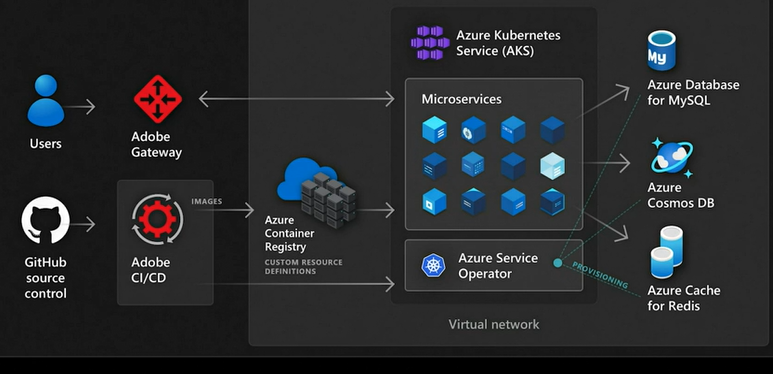 Azure Kubernetes
Service (AKS)
My
Azure Database
for MySQL
Microservices
Users
Adobe
Gateway
Azure
Cosmos DB
IMAGES
Azure
Container
Registry
CUSTOM RESOURCE
DEFINITIONS
GitHub
source
control
Adobe
CI/CD
Azure Service
Operator
PROVISIONING
Azure Cache
for Redis
Virtual network